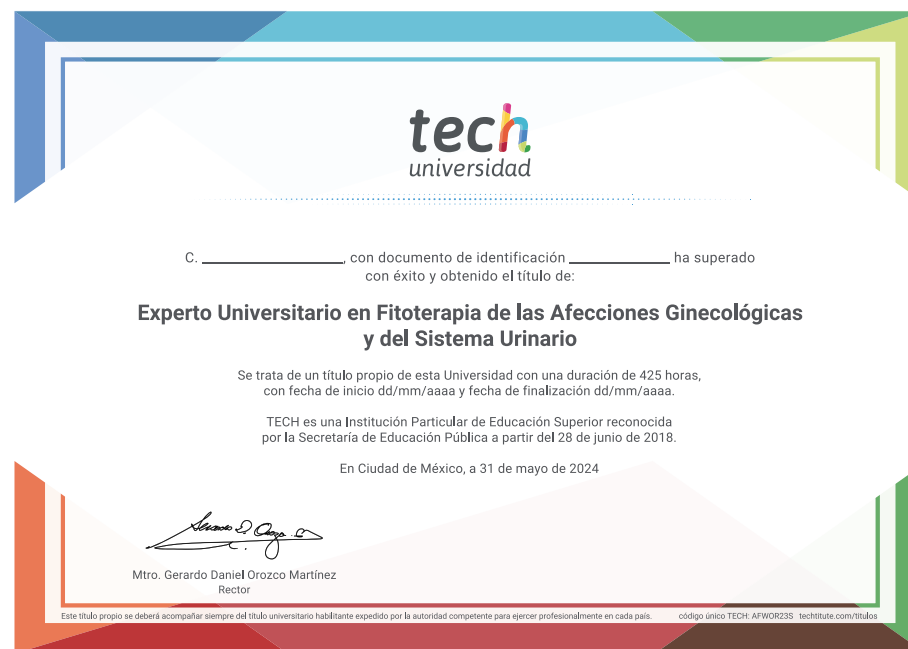 tech
universidad
C. ____________________, con documento de identificación ______________ ha superado
con éxito y obtenido el título de:
Experto Universitario en Fitoterapia de las Afecciones Ginecológicas
y del Sistema Urinario
Se trata de un título propio de esta Universidad con una duración de 425 horas,
con fecha de inicio dd/mm/aaaa y fecha de finalización dd/mm/aaaa.
TECH es una Institución Particular de Educación Superior reconocida
por la Secretaría de Educación Pública a partir del 28 de junio de 2018.
En Ciudad de México, a 31 de mayo de 2024
Mtro. Gerardo Daniel Orozco Martínez
Rector
Este título propio se deberá acompañar siempre del título universitario habilitante expedido por la autoridad competente para ejercer profesionalmente en cada país. código único TECH: AFWOR23S techtitute.com/titulos